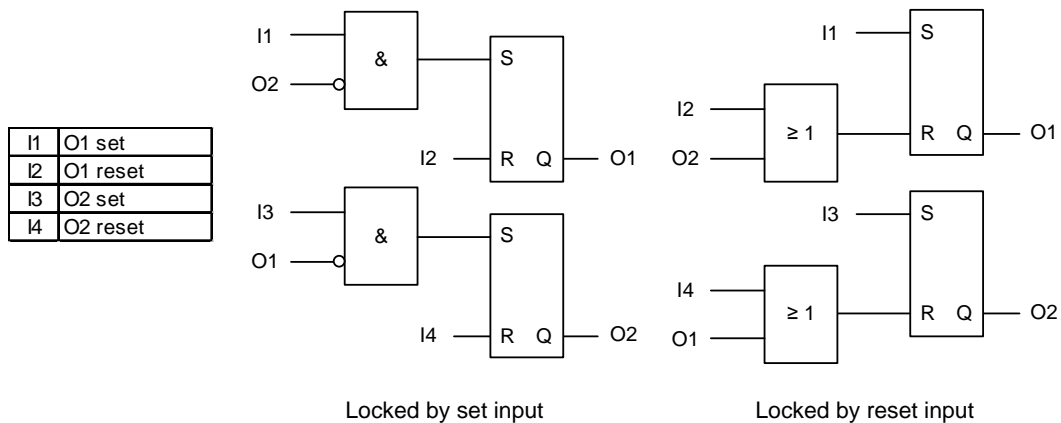 I1 O1 set
I2 O1 reset
I3 O2 set
I4 O2 reset
I1
O2
&
S
I2
R Q
O1
I3
O1
&
S
I4
R Q
O2
Locked by set input
I1
S
I2
O2
≥ 1
R Q
O1
I3
S
I4
O1
≥ 1
R Q
O2
Locked by reset input